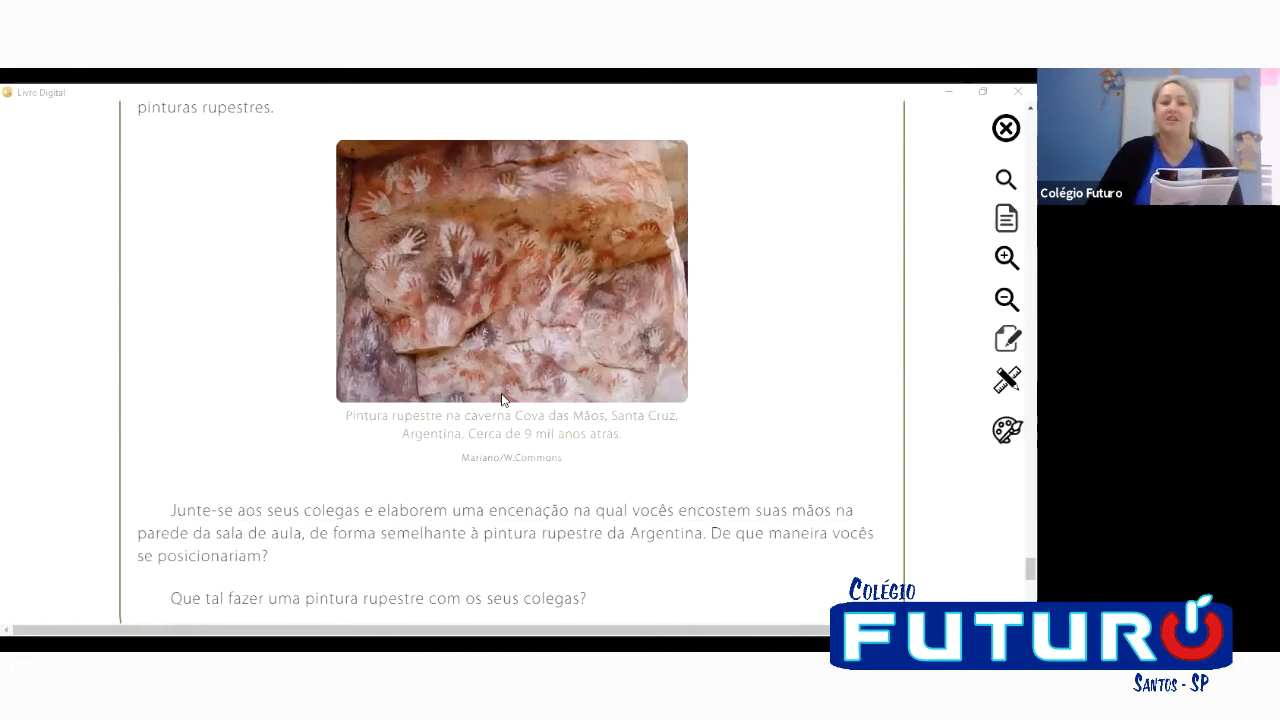 Livro Digital
pinturas rupestres.
Pintura rupestre na caverna Cova das Mãos, Santa Cruz,
Argentina. Cerca de 9 mil anos atrás.
Mariano/W.Commons
Junte-se aos seus colegas e elaborem uma encenação na qual vocês encostem suas mãos na
parede da sala de aula, de forma semelhante à pintura rupestre da Argentina. De que maneira vocês
se posicionariam?
Que tal fazer uma pintura rupestre com os seus colegas?
Colégio Futuro
COLÉGIO
FUTURO
SANTOS - SP